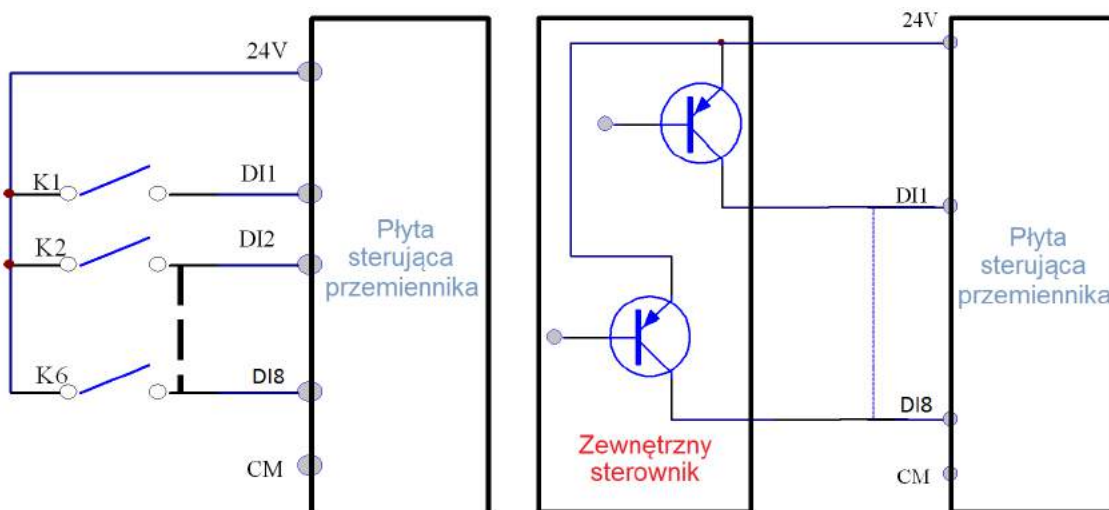 24V
K1
DI1
K2
DI2
Płyta
sterująca
przemiennika
K6
DI8
CM
24V
DI1
Płyta
sterująca
przemiennika
DI8
Zewnętrzny
sterownik
CM